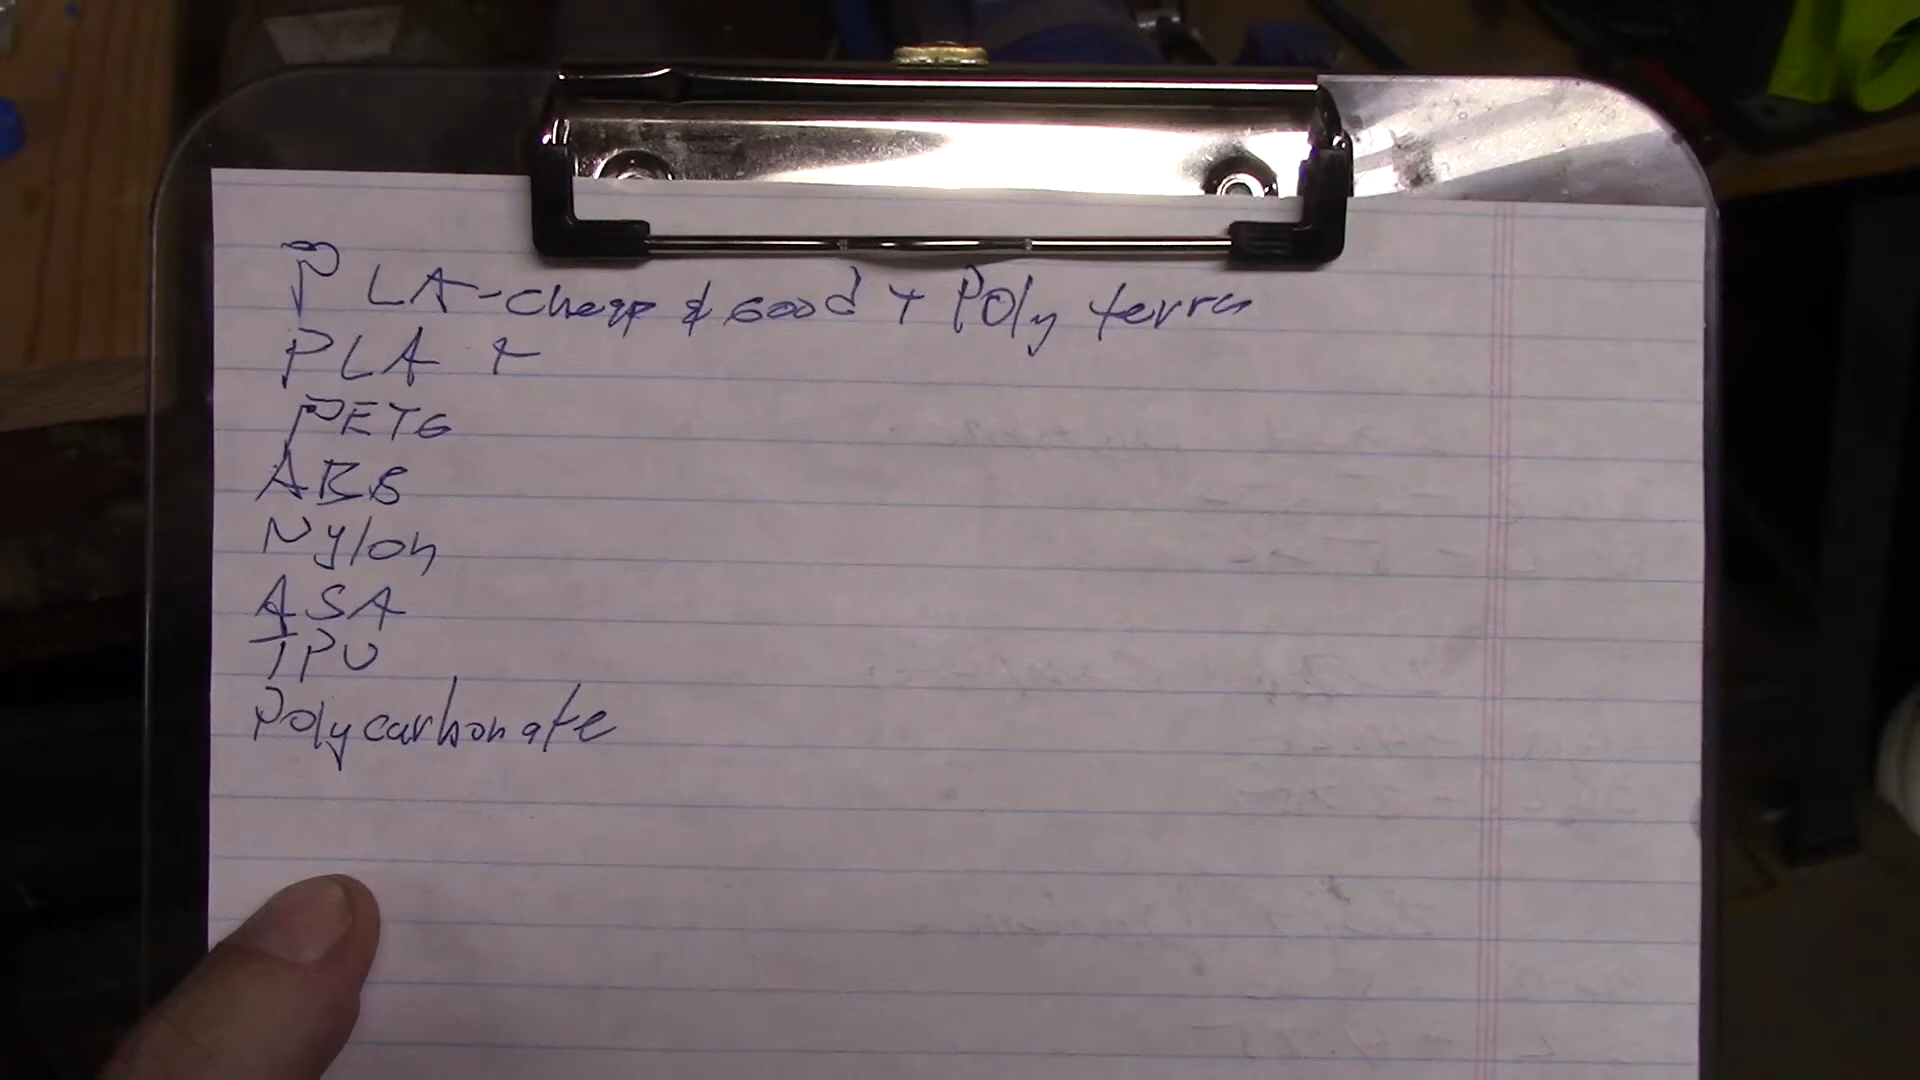 PLA - cheap & good + Poly terra
PLA +
PETG
ABS
Nylon
ASA
TPU
Polycarbonate